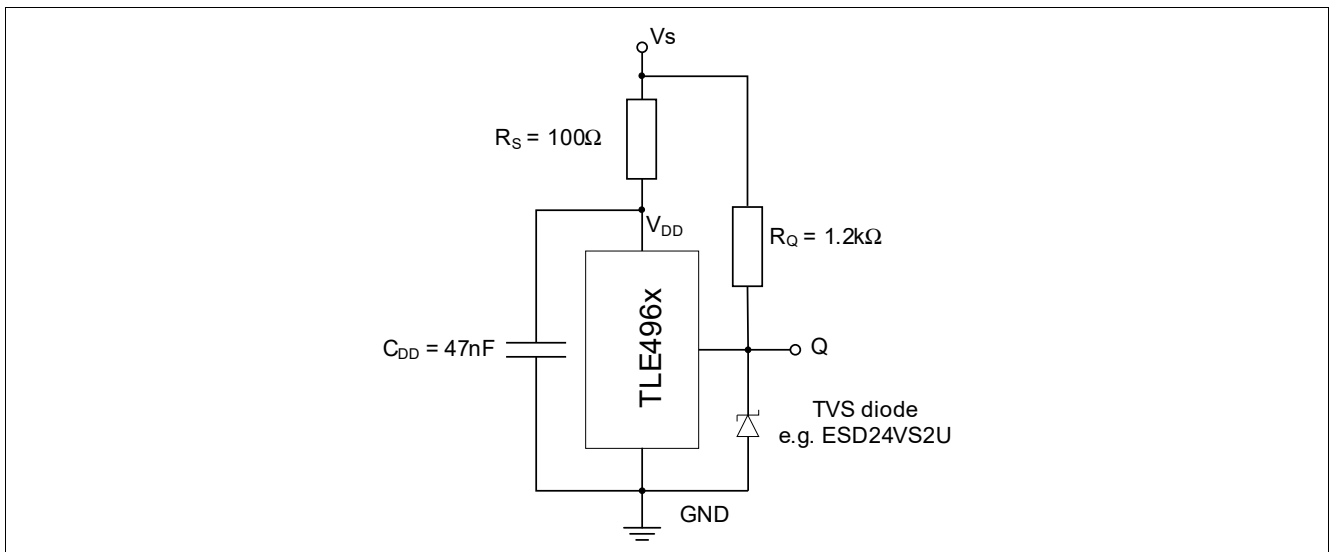 Vs
R_S = 100Ω
V_DD
R_Q = 1.2kΩ
TLE496x
C_DD = 47nF
Q
TVS diode
e.g. ESD24VS2U
GND